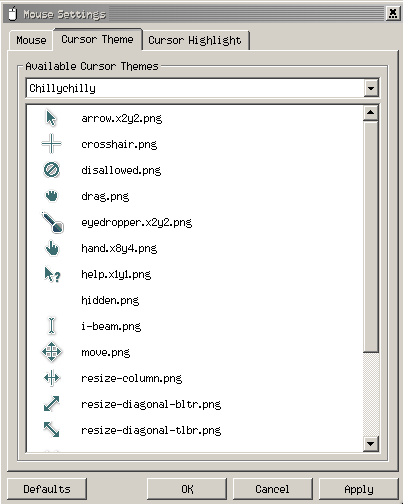 Mouse Settings
Mouse Cursor Theme Cursor Highlight
Available Cursor Themes
Chillychilly
arrow.x2y2.png
crosshair.png
disallowed.png
drag.png
eyedropper.x2y2.png
hand.x8y4.png
help.x1y1.png
hidden.png
i-beam.png
move.png
resize-column.png
resize-diagonal-bltr.png
resize-diagonal-tlbr.png
Defaults OK Cancel Apply